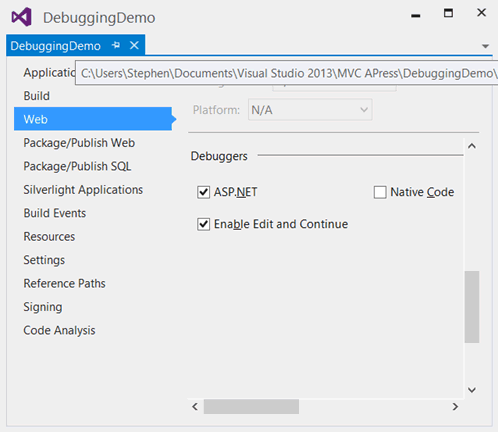 DebuggingDemo
DebuggingDemo
Application
C:\Users\Stephen\Documents\Visual Studio 2013\MVC APress\DebuggingDemo\
Build
Web
Platform: N/A
Package/Publish Web
Package/Publish SQL
Silverlight Applications
Build Events
Resources
Settings
Reference Paths
Signing
Code Analysis
Debuggers
ASP.NET
Native Code
Enable Edit and Continue